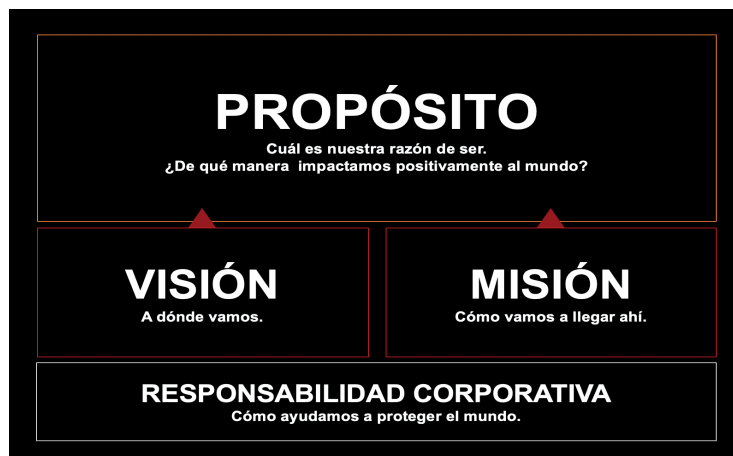 PROPÓSITO
Cuál es nuestra razón de ser.
¿De qué manera  impactamos positivamente al mundo?
VISIÓN
A dónde vamos.
MISIÓN
Cómo vamos a llegar ahí.
RESPONSABILIDAD CORPORATIVA
Cómo ayudamos a proteger el mundo.